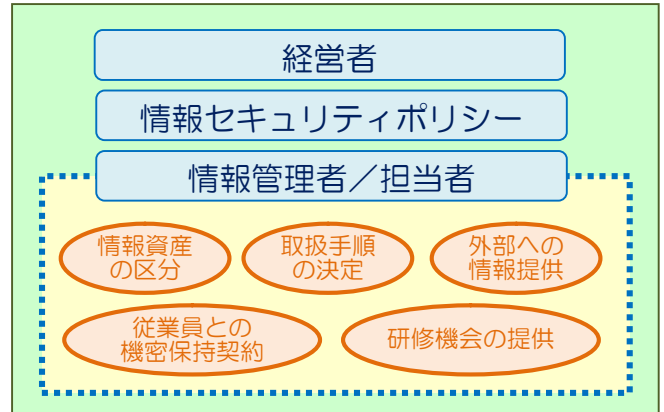 経営者
情報セキュリティポリシー
情報管理者／担当者
情報資産
の区分
取扱手順
の決定
外部への
情報提供
従業員との
機密保持契約
研修機会の提供